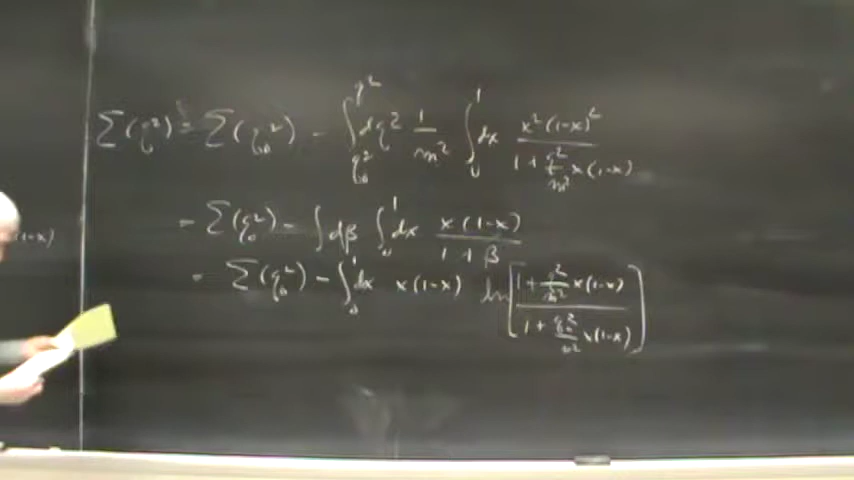 Σ(q²) = Σ(q₀²) - ∫_{q₀²}^{q²} dq² 1/m² ∫₀¹ dx x²(1-x)²/(1 + q²/m² x(1-x))
(1-x)
= Σ(q₀²) - ∫ dβ ∫₀¹ dx x(1-x)/(1 + β)
= Σ(q₀²) - ∫₀¹ dx x(1-x) ln[(1 + q²/m² x(1-x))/(1 + q₀²/m² x(1-x))]